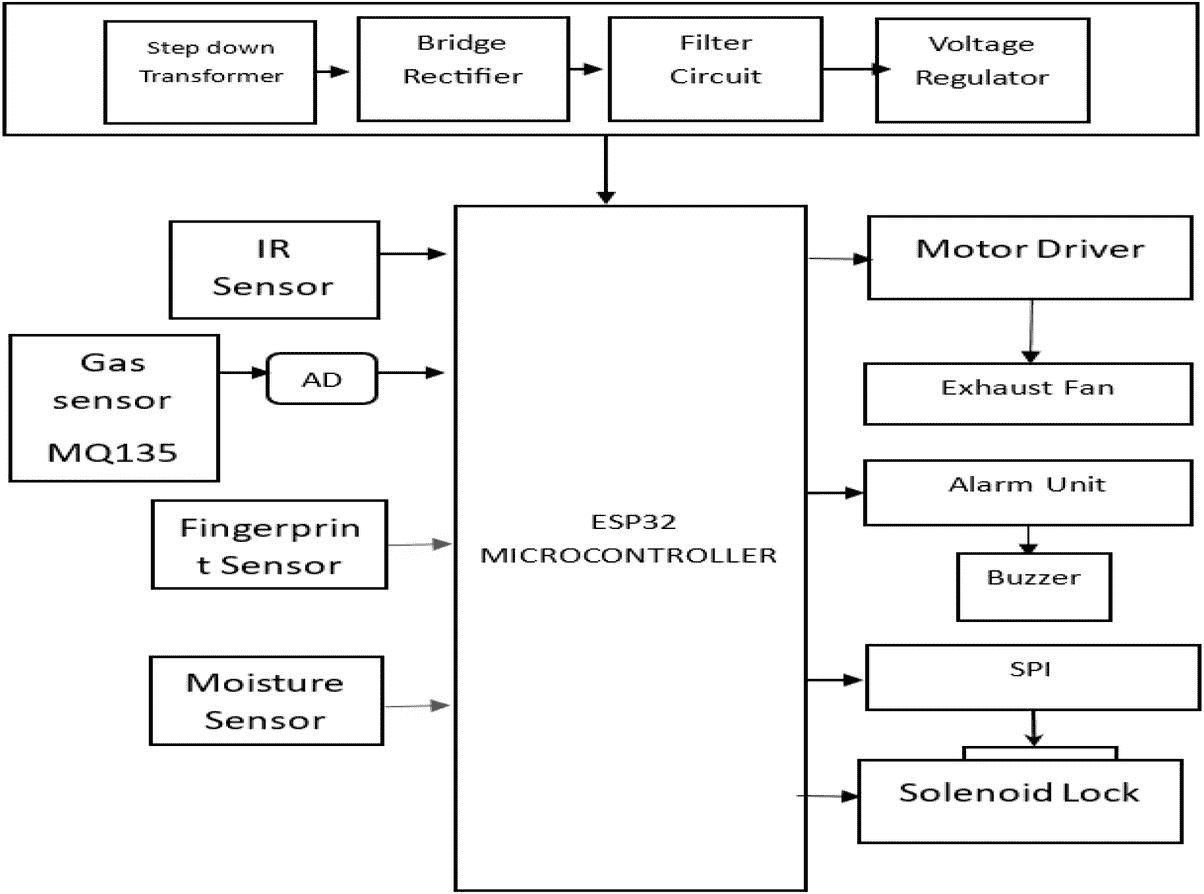 Step down
Transformer
Bridge
Rectifier
Filter
Circuit
Voltage
Regulator
IR
Sensor
Gas
sensor
MQ135
AD
Fingerprin
t Sensor
Moisture
Sensor
ESP32
MICROCONTROLLER
Motor Driver
Exhaust Fan
Alarm Unit
Buzzer
SPI
Solenoid Lock